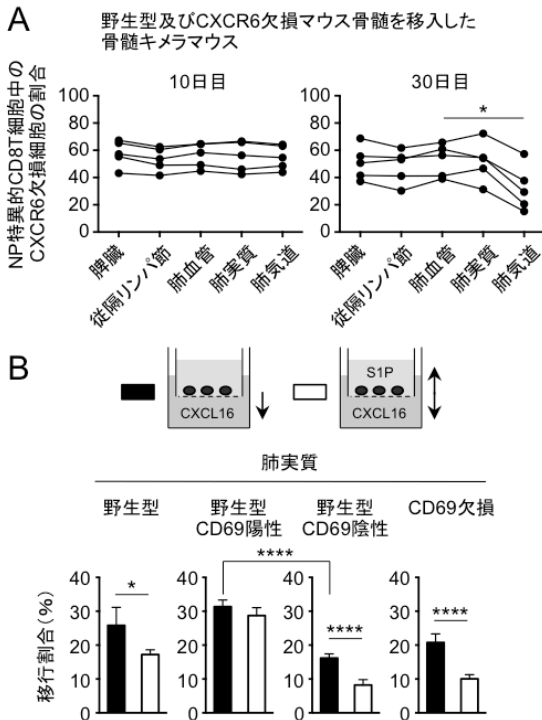 A
野生型及びCXCR6欠損マウス骨髄を移入した
骨髄キメラマウス
NP特異的CD8T細胞中の
CXCR6欠損細胞の割合
10日目
100
80
60
40
20
0
脾臓
従隔リンパ節
肺血管
肺実質
肺気道
30日目
*
100
80
60
40
20
0
脾臓
従隔リンパ節
肺血管
肺実質
肺気道
B
CXCL16
S1P
CXCL16
肺実質
野生型
野生型
CD69陽性
野生型
CD69陰性
CD69欠損
移行割合(%)
40
30
20
10
0
*
40
30
20
10
0
****
40
30
20
10
0
****
40
30
20
10
0
****